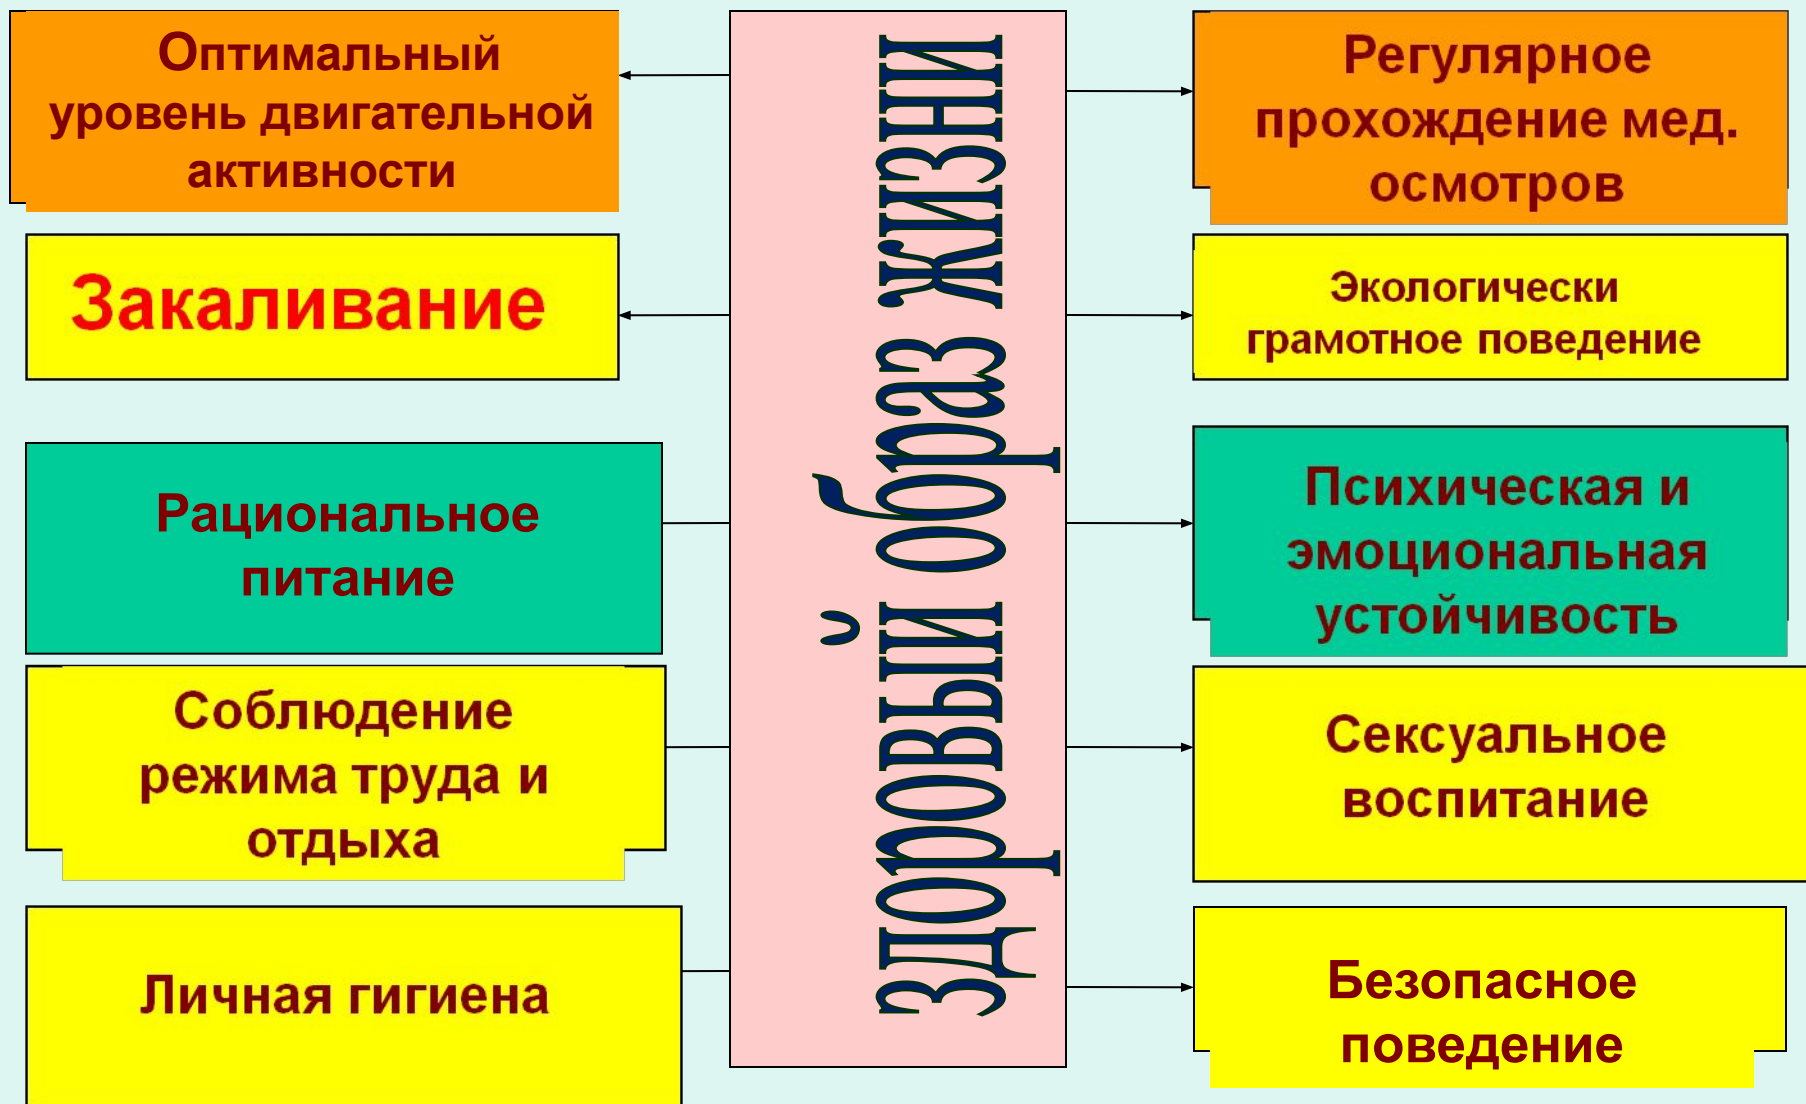 Оптимальный
уровень двигательной
активности
Закаливание
Рациональное
питание
Соблюдение
режима труда и
отдыха
Личная гигиена
здоровый образ жизни
Регулярное
прохождение мед.
осмотров
Экологически
грамотное поведение
Психическая и
эмоциональная
устойчивость
Сексуальное
воспитание
Безопасное
поведение